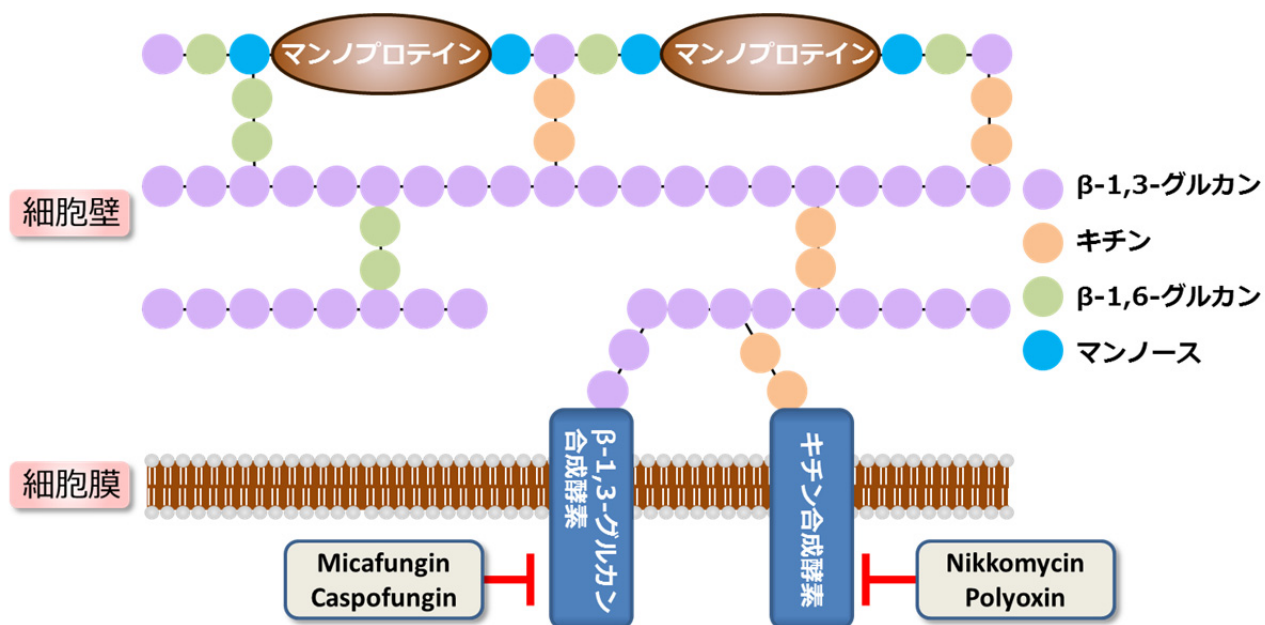 マンノプロテイン
マンノプロテイン
細胞壁
β-1,3-グルカン
キチン
β-1,6-グルカン
マンノース
細胞膜
β-1,3-グルカン
合成酵素
キチン合成酵素
Micafungin
Caspofungin
Nikkomycin
Polyoxin